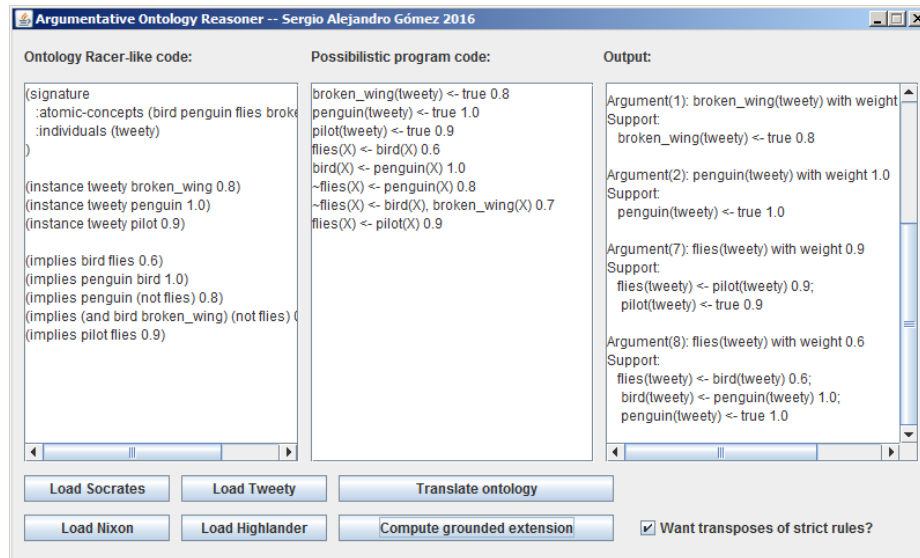 Argumentative Ontology Reasoner -- Sergio Alejandro Gómez 2016
Ontology Racer-like code:
(signature
:atomic-concepts (bird penguin flies broke
:individuals (tweety)
)
(instance tweety broken_wing 0.8)
(instance tweety penguin 1.0)
(instance tweety pilot 0.9)
(implies bird flies 0.6)
(implies penguin bird 1.0)
(implies penguin (not flies) 0.8)
(implies (and bird broken_wing) (not flies)
(implies pilot flies 0.9)
Possibilistic program code:
broken_wing(tweety) <- true 0.8
penguin(tweety) <- true 1.0
pilot(tweety) <- true 0.9
flies(X) <- bird(X) 0.6
bird(X) <- penguin(X) 1.0
~flies(X) <- penguin(X) 0.8
~flies(X) <- bird(X), broken_wing(X) 0.7
flies(X) <- pilot(X) 0.9
Output:
Argument(1): broken_wing(tweety) with weight
Support:
broken_wing(tweety) <- true 0.8
Argument(2): penguin(tweety) with weight 1.0
Support:
penguin(tweety) <- true 1.0
Argument(7): flies(tweety) with weight 0.9
Support:
flies(tweety) <- pilot(tweety) 0.9;
pilot(tweety) <- true 0.9
Argument(8): flies(tweety) with weight 0.6
Support:
flies(tweety) <- bird(tweety) 0.6;
bird(tweety) <- penguin(tweety) 1.0;
penguin(tweety) <- true 1.0
Load Socrates
Load Tweety
Translate ontology
Load Nixon
Load Highlander
Compute grounded extension
Want transposes of strict rules?